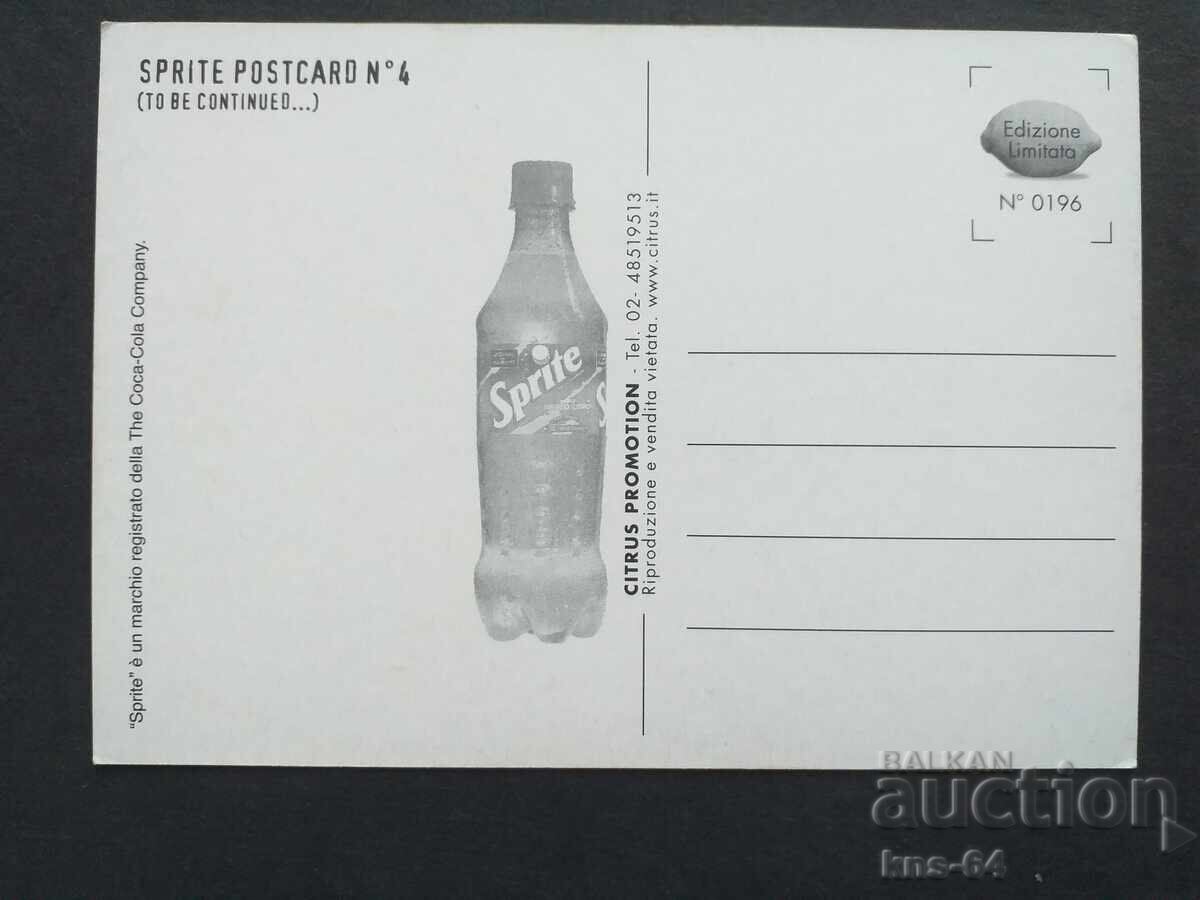 SPRITE POSTCARD N°4
(TO BE CONTINUED...)
"Sprite" è un marchio registrato della The Coca-Cola Company.
Sprite
CITRUS PROMOTION - Tel. 02- 48519513
Riproduzione e vendita vietata. www.citrus.it
Edizione
Limitata
N° 0196
BALKAN
auction
kns-64